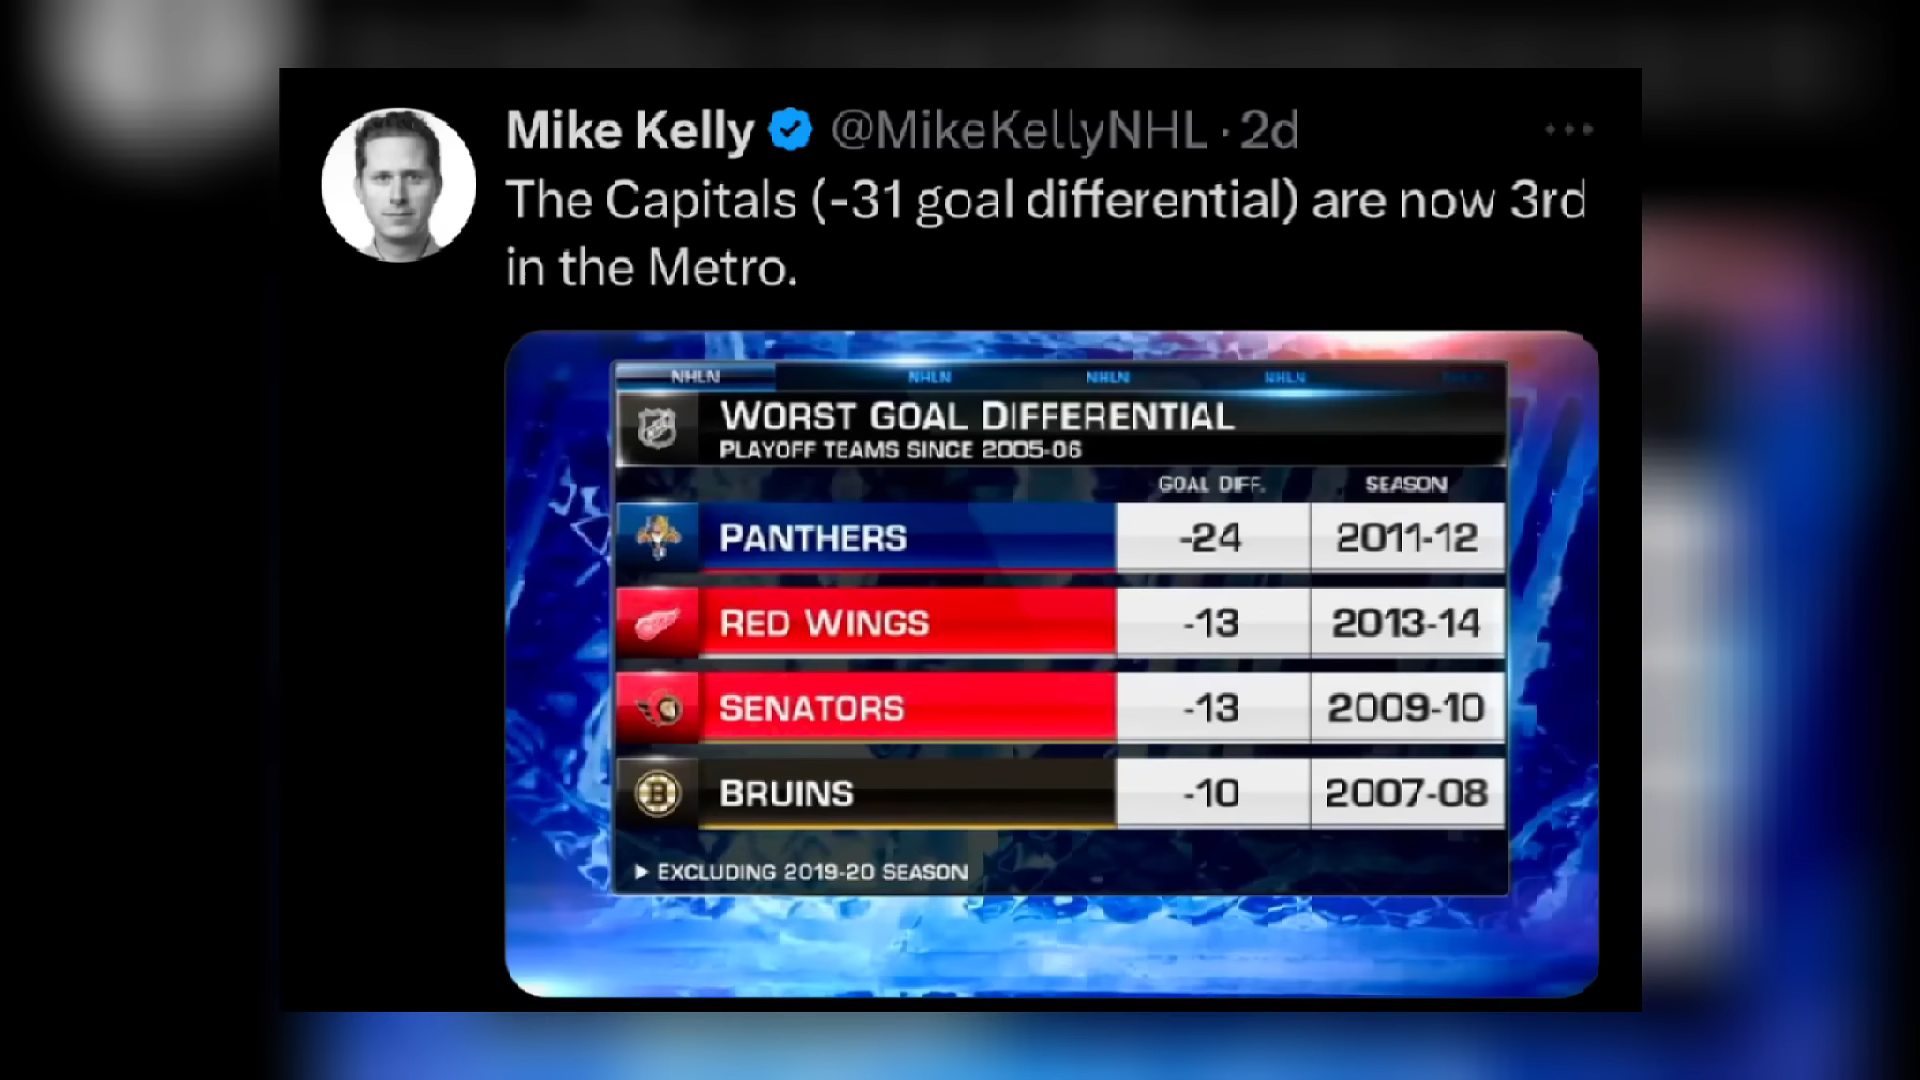 Mike Kelly @MikeKellyNHL · 2d
The Capitals (-31 goal differential) are now 3rd
in the Metro.
NHLN NHLN NHLN NHLN
WORST GOAL DIFFERENTIAL
PLAYOFF TEAMS SINCE 2005-06
GOAL DIFF. SEASON
PANTHERS -24 2011-12
RED WINGS -13 2013-14
SENATORS -13 2009-10
B BRUINS -10 2007-08
EXCLUDING 2019-20 SEASON